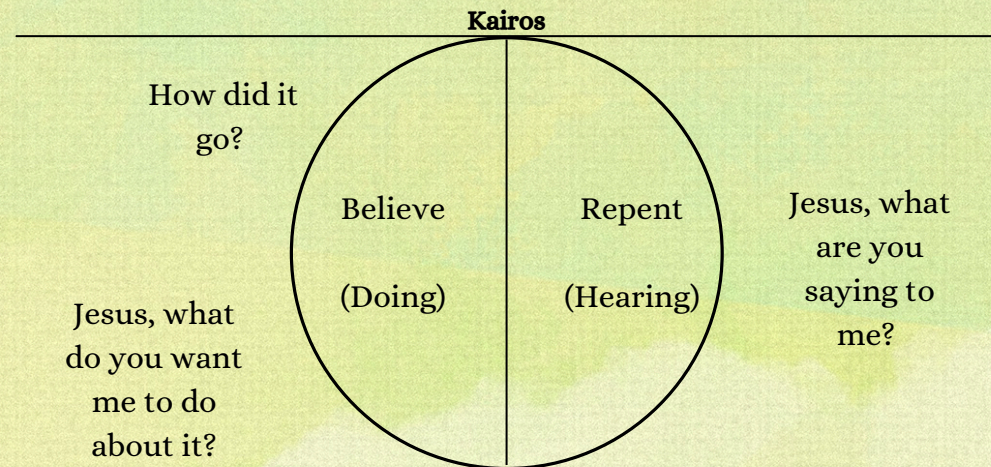 Kairos
How did it
go?
Believe
(Doing)
Repent
(Hearing)
Jesus, what
are you
saying to
me?
Jesus, what
do you want
me to do
about it?